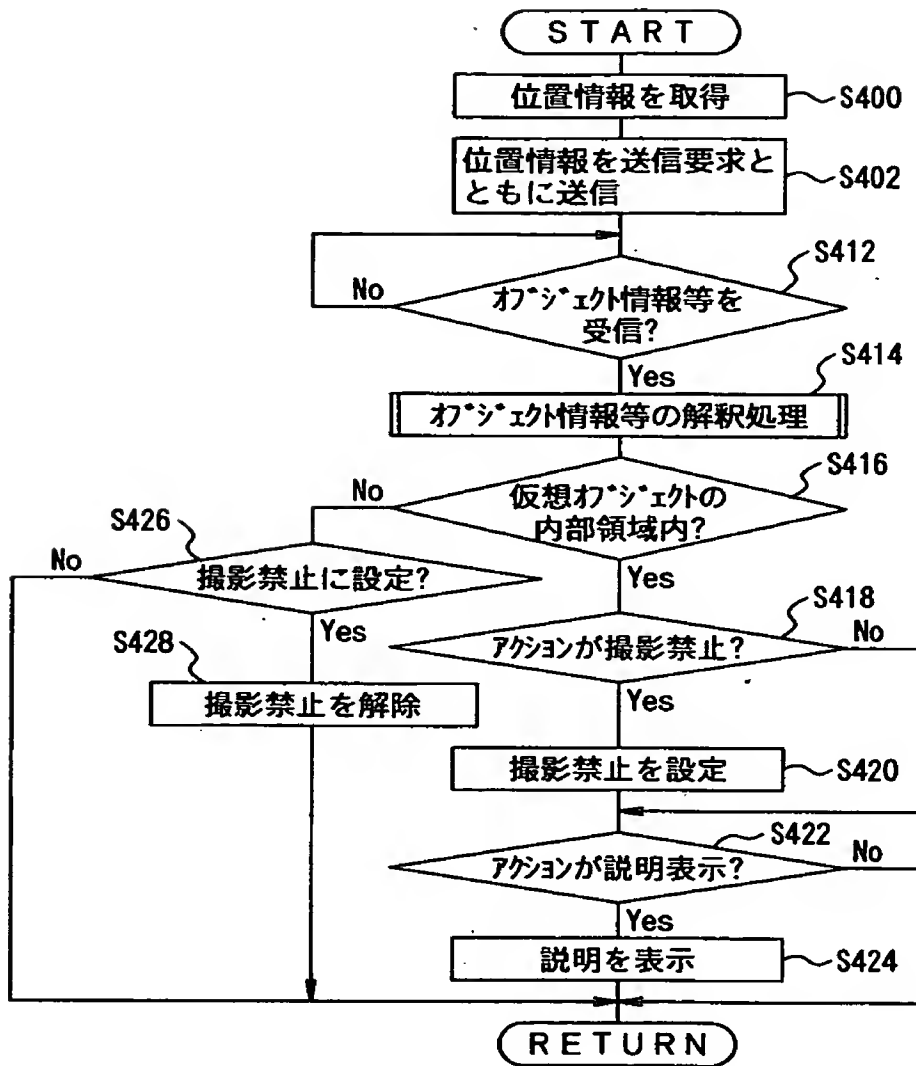 START
位置情報を取得
S400
位置情報を送信要求と
ともに送信
S402
S412
オブジェクト情報等を
受信?
No
Yes
S414
オブジェクト情報等の解釈処理
S416
仮想オブジェクトの
内部領域内?
No
Yes
S426
撮影禁止に設定?
No
Yes
S418
アクションが撮影禁止?
No
Yes
S428
撮影禁止を解除
撮影禁止を設定
S420
S422
アクションが説明表示?
No
Yes
説明を表示
S424
RETURN